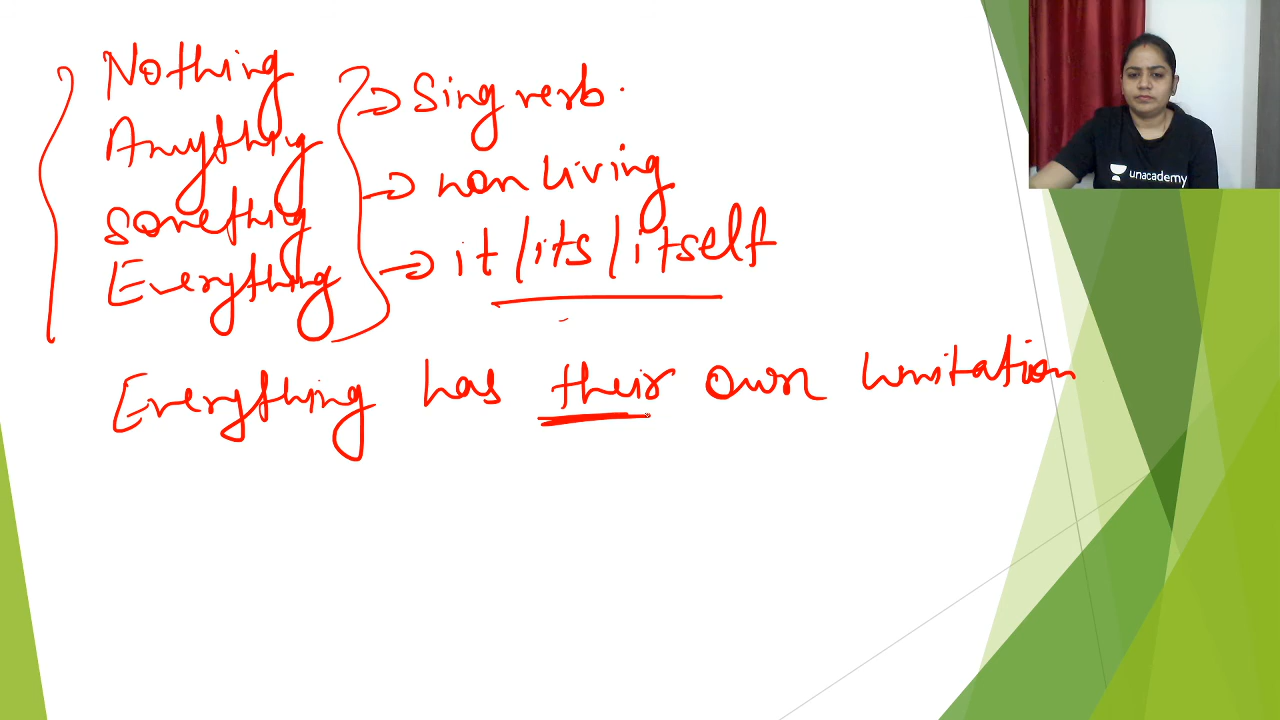 Nothing
Anything
Something
Everything
→ Sing verb.
→ non living
→ it/its/itself
Everything has their own limitation
unacademy